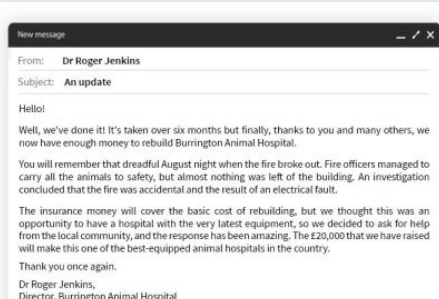 New message
From: Dr Roger Jenkins
Subject: An update
Hello!
Well, we've done it! It's taken over six months but finally, thanks to you and many others, we
now have enough money to rebuild Burrington Animal Hospital.
You will remember that dreadful August night when the fire broke out. Fire officers managed to
carry all the animals to safety, but almost nothing was left of the building. An investigation
concluded that the fire was accidental and the result of an electrical fault.
The insurance money will cover the basic cost of rebuilding, but we thought this was an
opportunity to have a hospital with the very latest equipment, so we decided to ask for help
from the local community, and the response has been amazing. The £20,000 that we have raised
will make this one of the best-equipped animal hospitals in the country.
Thank you once again.
Dr Roger Jenkins,
Director, Burrington Animal Hospital